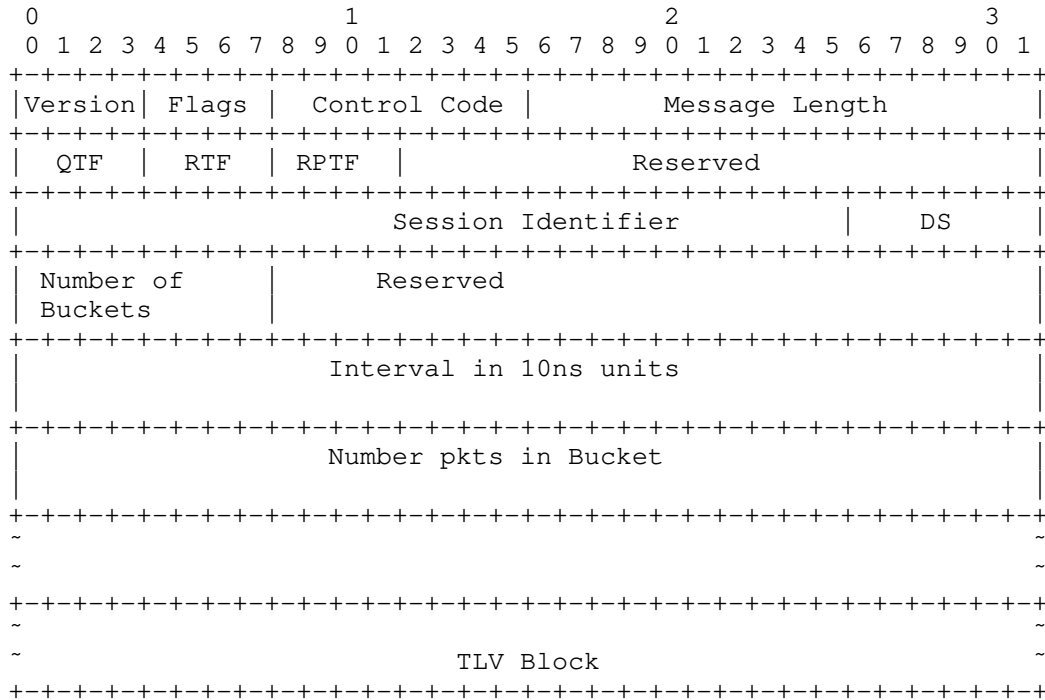 0                   1                   2                   3
 0 1 2 3 4 5 6 7 8 9 0 1 2 3 4 5 6 7 8 9 0 1 2 3 4 5 6 7 8 9 0 1
+-+-+-+-+-+-+-+-+-+-+-+-+-+-+-+-+-+-+-+-+-+-+-+-+-+-+-+-+-+-+-+-+
|Version| Flags |  Control Code |        Message Length         |
+-+-+-+-+-+-+-+-+-+-+-+-+-+-+-+-+-+-+-+-+-+-+-+-+-+-+-+-+-+-+-+-+
|  QTF  |  RTF  | RPTF  |              Reserved                 |
+-+-+-+-+-+-+-+-+-+-+-+-+-+-+-+-+-+-+-+-+-+-+-+-+-+-+-+-+-+-+-+-+
|                       Session Identifier          |    DS     |
+-+-+-+-+-+-+-+-+-+-+-+-+-+-+-+-+-+-+-+-+-+-+-+-+-+-+-+-+-+-+-+-+
| Number of     |      Reserved                                 |
| Buckets       |                                               |
+-+-+-+-+-+-+-+-+-+-+-+-+-+-+-+-+-+-+-+-+-+-+-+-+-+-+-+-+-+-+-+-+
|                   Interval in 10ns units                      |
|                                                               |
+-+-+-+-+-+-+-+-+-+-+-+-+-+-+-+-+-+-+-+-+-+-+-+-+-+-+-+-+-+-+-+-+
|                   Number pkts in Bucket                       |
|                                                               |
+-+-+-+-+-+-+-+-+-+-+-+-+-+-+-+-+-+-+-+-+-+-+-+-+-+-+-+-+-+-+-+-+
~                                                               ~
~                                                               ~
+-+-+-+-+-+-+-+-+-+-+-+-+-+-+-+-+-+-+-+-+-+-+-+-+-+-+-+-+-+-+-+-+
~                                                               ~
~                           TLV Block                           ~
+-+-+-+-+-+-+-+-+-+-+-+-+-+-+-+-+-+-+-+-+-+-+-+-+-+-+-+-+-+-+-+-+